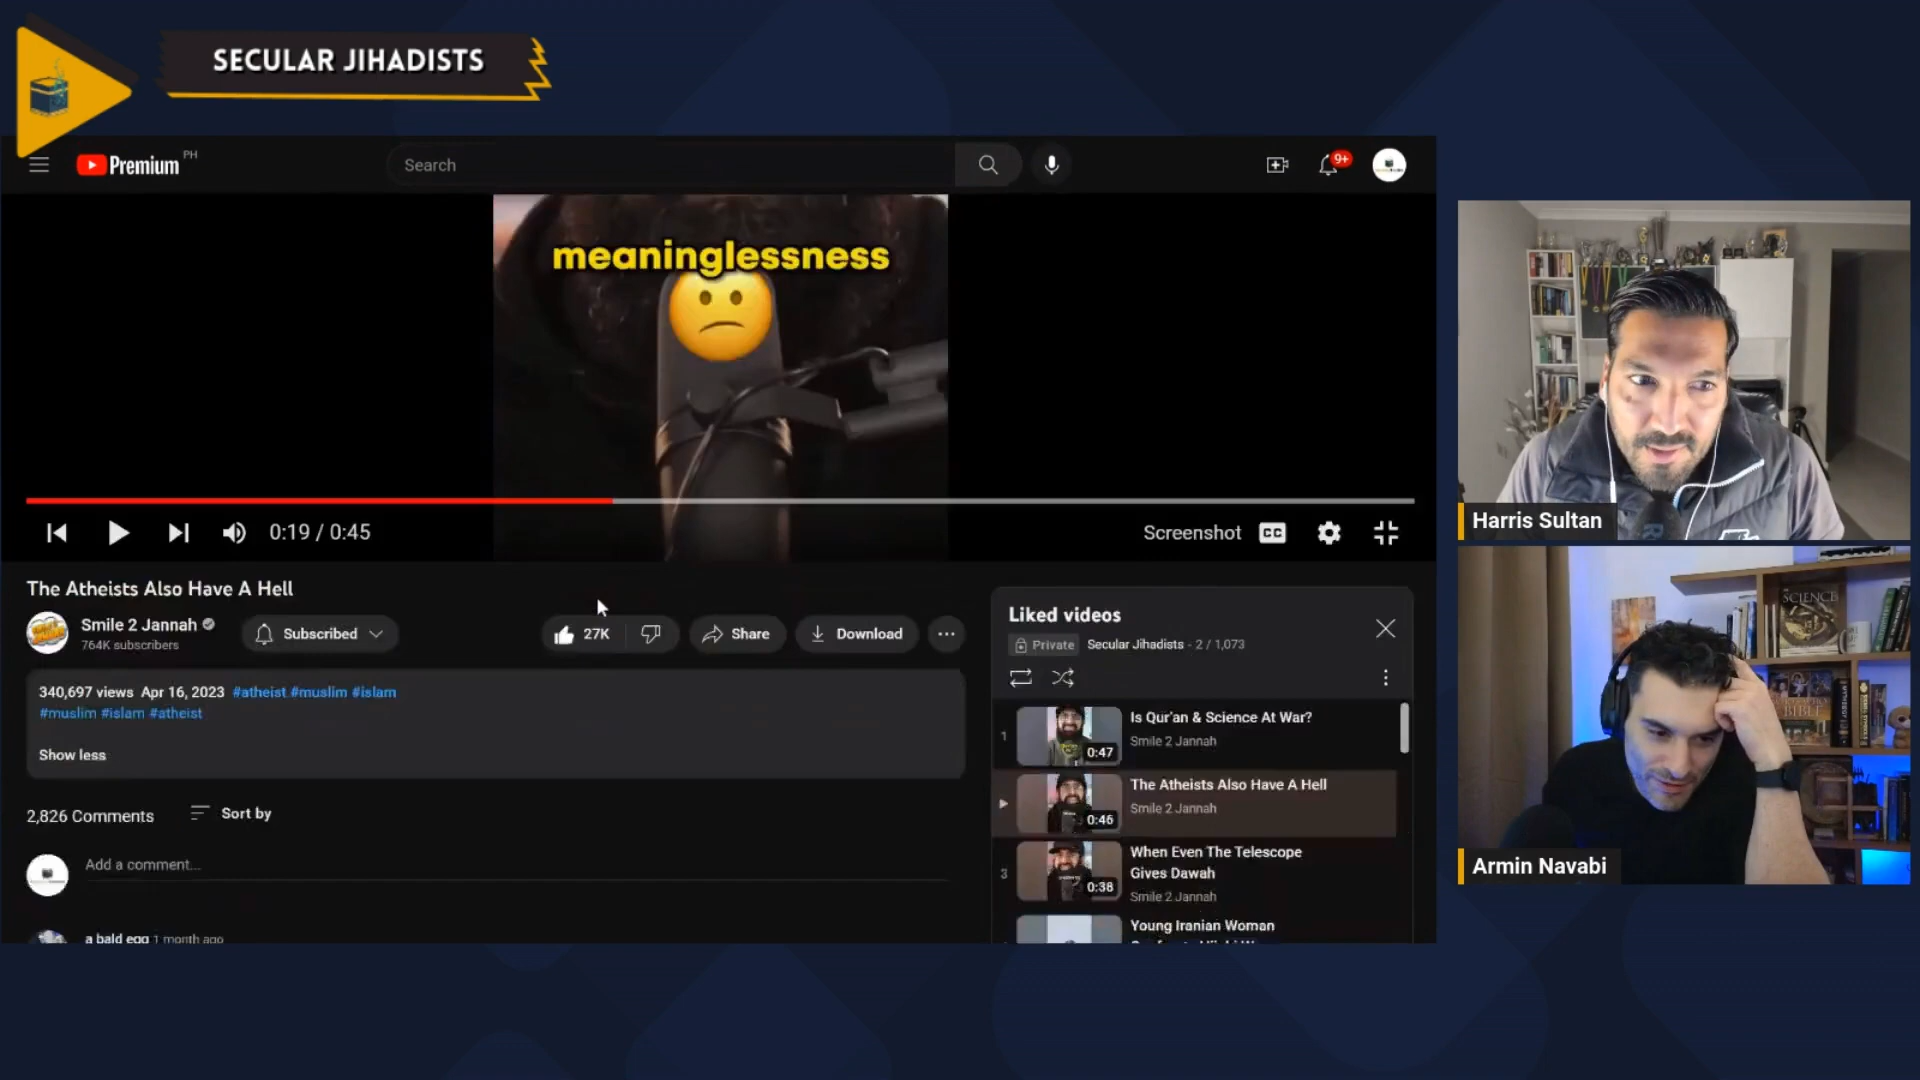 SECULAR JIHADISTS
Premium PH
Search
9+
meaninglessness
0:19 / 0:45
Screenshot
CC
The Atheists Also Have A Hell
Smile 2 Jannah
764K subscribers
Subscribed
27K
Share
Download
340,697 views Apr 16, 2023 #atheist #muslim #islam
#muslim #islam #atheist
Show less
2,826 Comments
Sort by
Add a comment...
a bald egg 1 month ago
Liked videos
Private Secular Jihadists - 2 / 1,073
1
Is Qur'an & Science At War?
Smile 2 Jannah
0:47
The Atheists Also Have A Hell
Smile 2 Jannah
0:46
3
When Even The Telescope
Gives Dawah
Smile 2 Jannah
0:38
Young Iranian Woman
Harris Sultan
SCIENCE
BIBLE
Armin Navabi